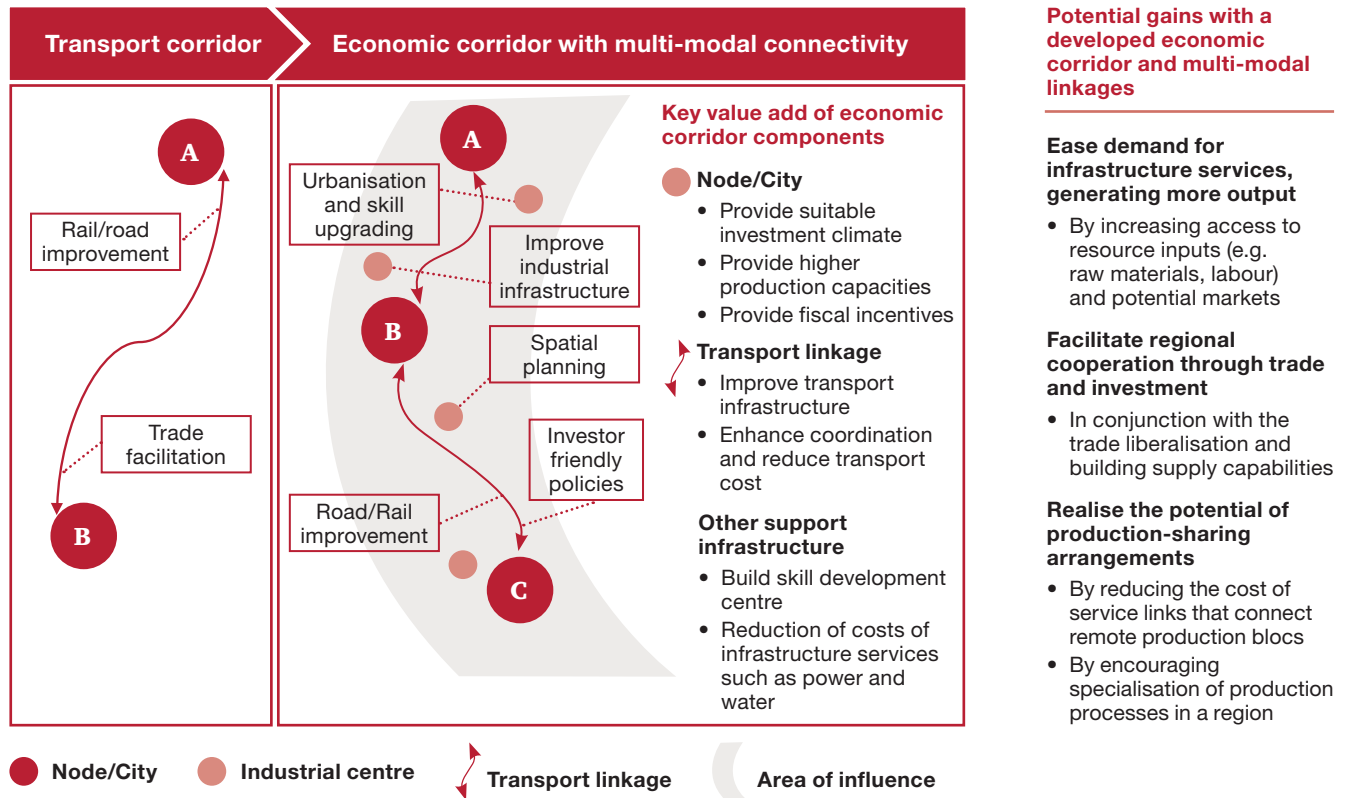 Transport corridor
Economic corridor with multi-modal connectivity
A
Rail/road
improvement
Trade
facilitation
B
A
Urbanisation
and skill
upgrading
Improve
industrial
infrastructure
B
Spatial
planning
Investor
friendly
policies
Road/Rail
improvement
C
Key value add of economic
corridor components
Node/City
• Provide suitable
investment climate
• Provide higher
production capacities
• Provide fiscal incentives
Transport linkage
• Improve transport
infrastructure
• Enhance coordination
and reduce transport
cost
Other support
infrastructure
• Build skill development
centre
• Reduction of costs of
infrastructure services
such as power and
water
Potential gains with a
developed economic
corridor and multi-modal
linkages
Ease demand for
infrastructure services,
generating more output
• By increasing access to
resource inputs (e.g.
raw materials, labour)
and potential markets
Facilitate regional
cooperation through trade
and investment
• In conjunction with the
trade liberalisation and
building supply capabilities
Realise the potential of
production-sharing
arrangements
• By reducing the cost of
service links that connect
remote production blocs
• By encouraging
specialisation of production
processes in a region
Node/City
Industrial centre
Transport linkage
Area of influence